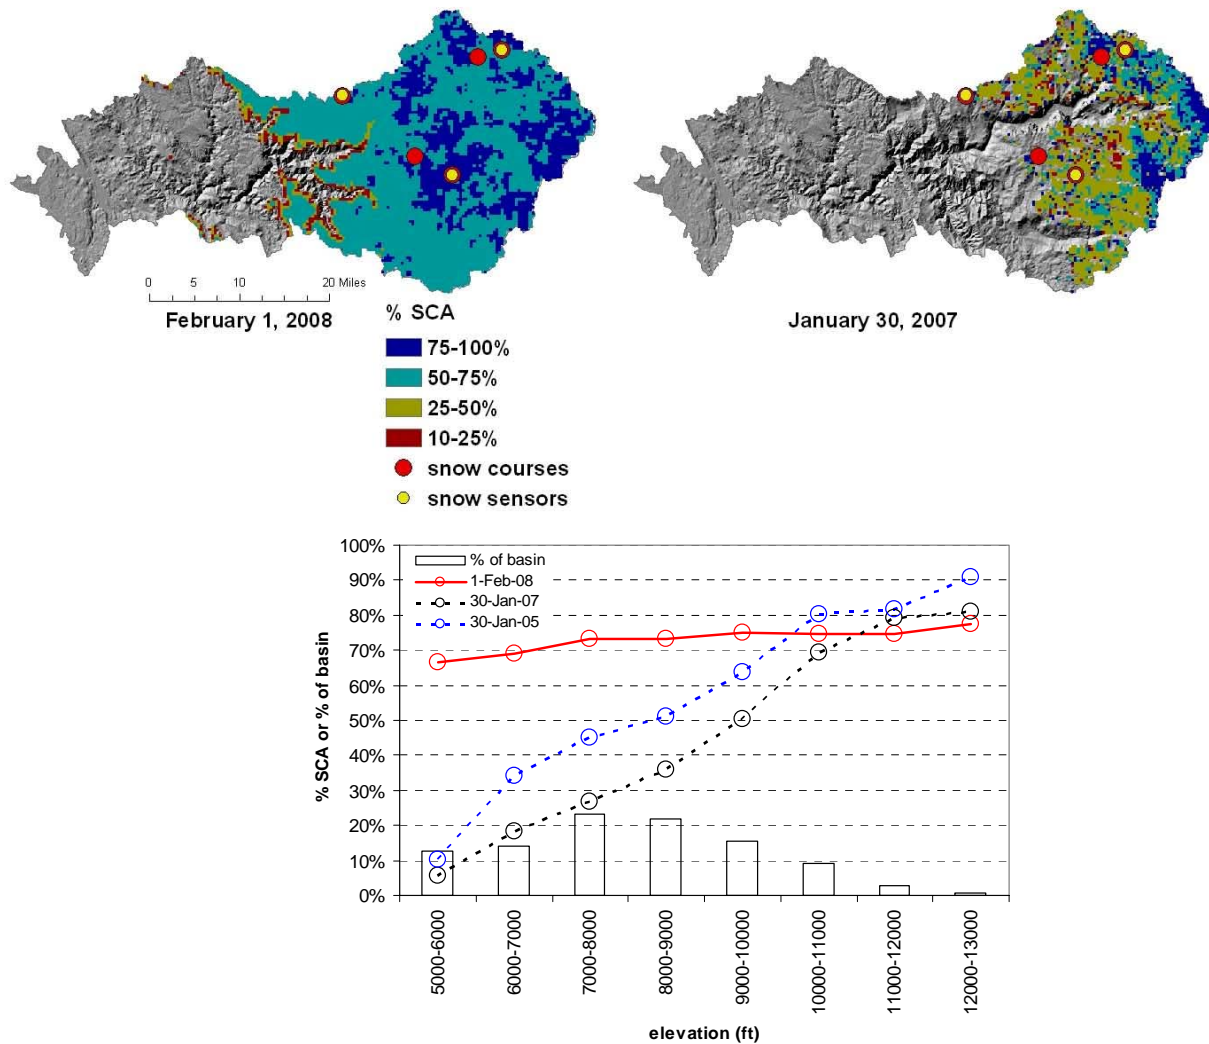 0 5 10 20 Miles
February 1, 2008
January 30, 2007
% SCA
75-100%
50-75%
25-50%
10-25%
snow courses
snow sensors
% SCA or % of basin
100%
90%
80%
70%
60%
50%
40%
30%
20%
10%
0%
% of basin
1-Feb-08
30-Jan-07
30-Jan-05
5000-6000
6000-7000
7000-8000
8000-9000
9000-10000
10000-11000
11000-12000
12000-13000
elevation (ft)